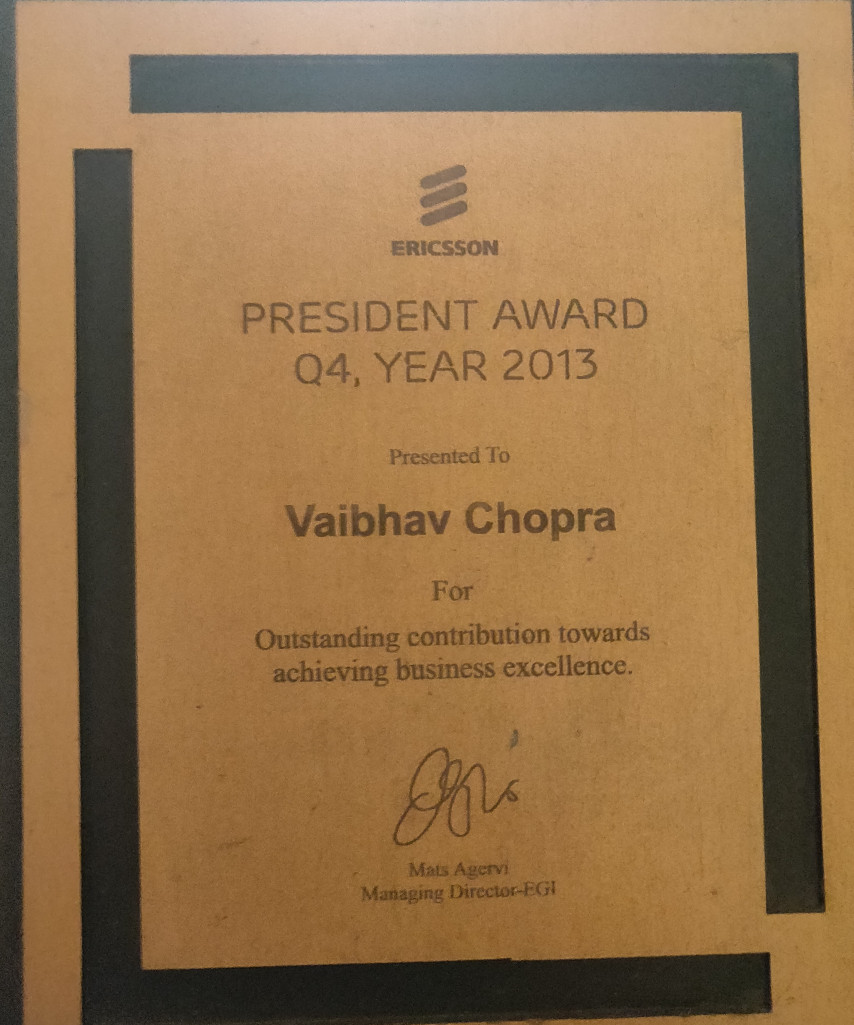 ERICSSON
PRESIDENT AWARD
Q4, YEAR 2013
Presented To
Vaibhav Chopra
For
Outstanding contribution towards
achieving business excellence.
Mats Agervi
Managing Director-EGI